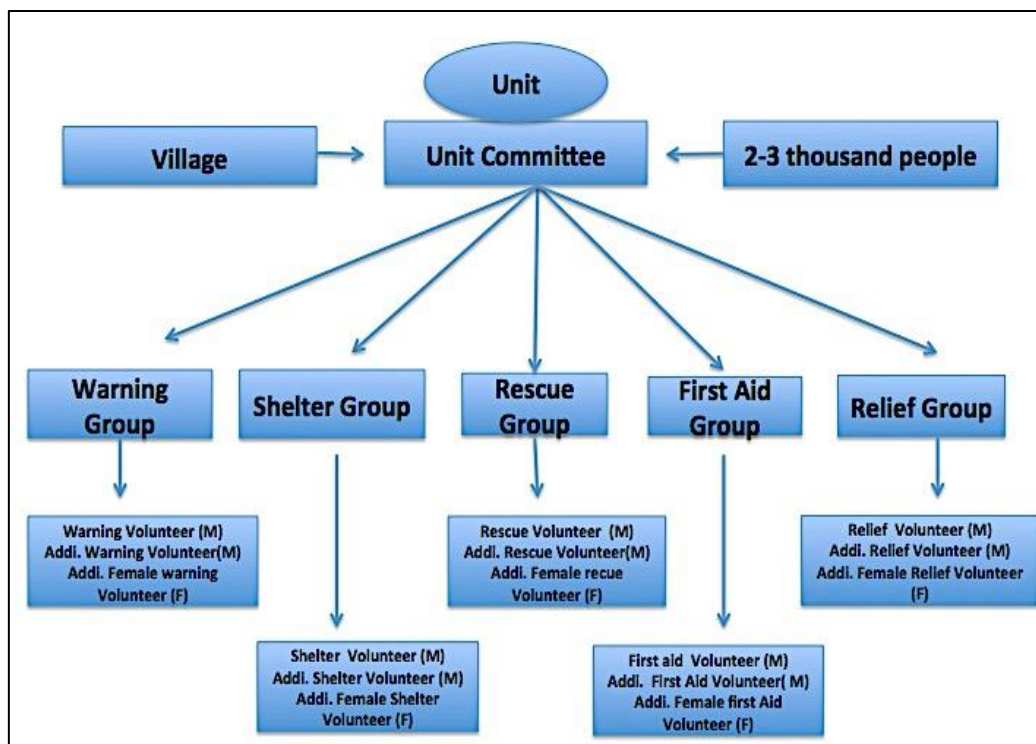 Unit
Village
Unit Committee
2-3 thousand people
Warning
Group
Shelter Group
Rescue
Group
First Aid
Group
Relief Group
Warning Volunteer (M)
Addi. Warning Volunteer(M)
Addi. Female warning
Volunteer (F)
Rescue Volunteer (M)
Addi. Rescue Volunteer(M)
Addi. Female recue
Volunteer (F)
Relief Volunteer (M)
Addi. Relief Volunteer (M)
Addi. Female Relief Volunteer
(F)
Shelter Volunteer (M)
Addi. Shelter Volunteer (M)
Addi. Female Shelter
Volunteer (F)
First aid Volunteer (M)
Addi. First Aid Volunteer( M)
Addi. Female first Aid
Volunteer (F)